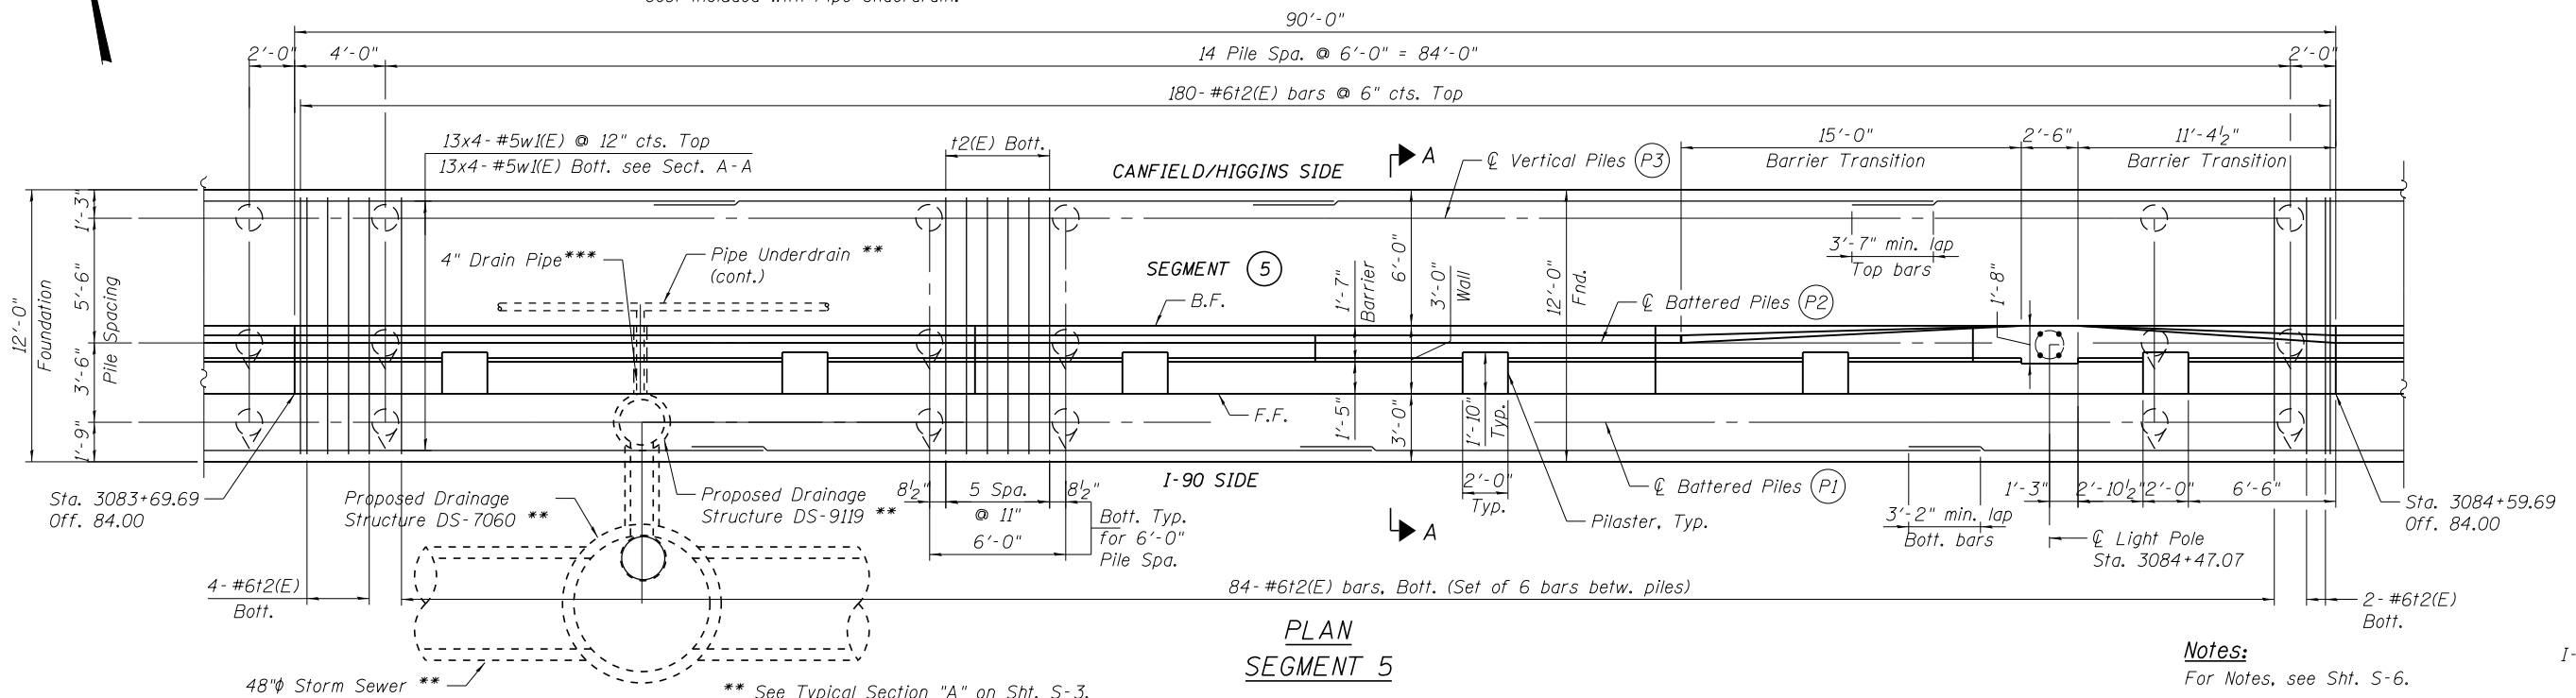 90'-0"
2'-0" 4'-0" 14 Pile Spa. @ 6'-0" = 84'-0" 2'-0"
180-#6t2(E) bars @ 6" cts. Top
13x4-#5w1(E) @ 12" cts. Top
13x4-#5w1(E) Bott. see Sect. A-A
t2(E) Bott.
CANFIELD/HIGGINS SIDE
A
℄ Vertical Piles P3
15'-0" 2'-6" 11'-4½"
Barrier Transition Barrier Transition
12'-0"
Foundation
1'-3"
5'-6"
3'-6"
1'-9"
Pile Spacing
4" Drain Pipe***
Pipe Underdrain **
(cont.)
SEGMENT 5
B.F.
1'-7"
Barrier
6'-0"
3'-0"
Wall
12'-0"
Fnd.
℄ Battered Piles P2
3'-7" min. lap
Top bars
1'-8"
F.F.
1'-5"
3'-0"
1'-10"
Typ.
I-90 SIDE
℄ Battered Piles P1
Sta. 3083+69.69
Off. 84.00
Proposed Drainage
Structure DS-7060 **
Proposed Drainage
Structure DS-9119 **
8½" 5 Spa. 8½"
@ 11"
6'-0"
Bott. Typ.
for 6'-0"
Pile Spa.
A
2'-0"
Typ.
Pilaster, Typ.
3'-2" min. lap
Bott. bars
1'-3" 2'-10½" 2'-0" 6'-6"
℄ Light Pole
Sta. 3084+47.07
Sta. 3084+59.69
Off. 84.00
4-#6t2(E)
Bott.
84-#6t2(E) bars, Bott. (Set of 6 bars betw. piles)
2-#6t2(E)
Bott.
PLAN
SEGMENT 5
48"φ Storm Sewer **
** See Typical Section "A" on Sht. S-3.
Notes:
For Notes, see Sht. S-6.
I-